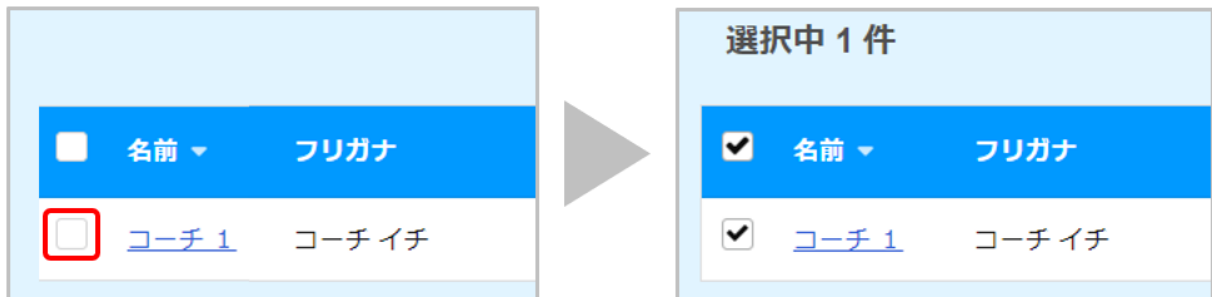 名前 フリガナ
コーチ 1 コーチ イチ
選択中 1 件
名前 フリガナ
コーチ 1 コーチ イチ